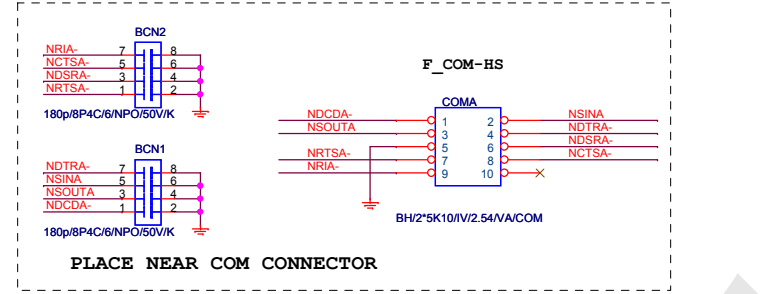 BCN2
NRIA- 7 8
NCTSA- 5 6
NDSRA- 3 4
NRTSA- 1 2
180p/8P4C/6/NPO/50V/K
F_COM-HS
COMA
NDCDA- 1 2 NSINA
NSOUTA 3 4 NDTRA-
5 6 NDSRA-
NRTSA- 7 8 NCTSA-
NRIA- 9 10
BH/2*5K10/IV/2.54/VA/COM
BCN1
NDTRA- 7 8
NSINA 5 6
NSOUTA 3 4
NDCDA- 1 2
180p/8P4C/6/NPO/50V/K
PLACE NEAR COM CONNECTOR